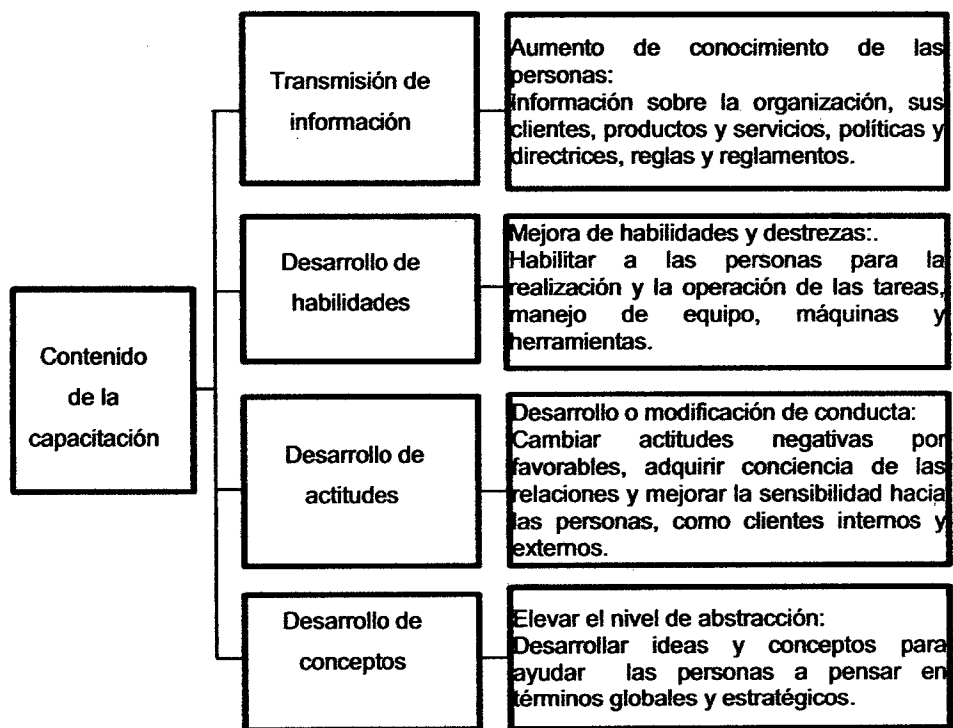 Contenido
de la
capacitación
Transmisión de
información
Aumento de conocimiento de las
personas:
Información sobre la organización, sus
clientes, productos y servicios, políticas y
directrices, reglas y reglamentos.
Desarrollo de
habilidades
Mejora de habilidades y destrezas:.
Habilitar a las personas para la
realización y la operación de las tareas,
manejo de equipo, máquinas y
herramientas.
Desarrollo de
actitudes
Desarrollo o modificación de conducta:
Cambiar actitudes negativas por
favorables, adquirir conciencia de las
relaciones y mejorar la sensibilidad hacia
las personas, como clientes internos y
externos.
Desarrollo de
conceptos
Elevar el nivel de abstracción:
Desarrollar ideas y conceptos para
ayudar las personas a pensar en
términos globales y estratégicos.